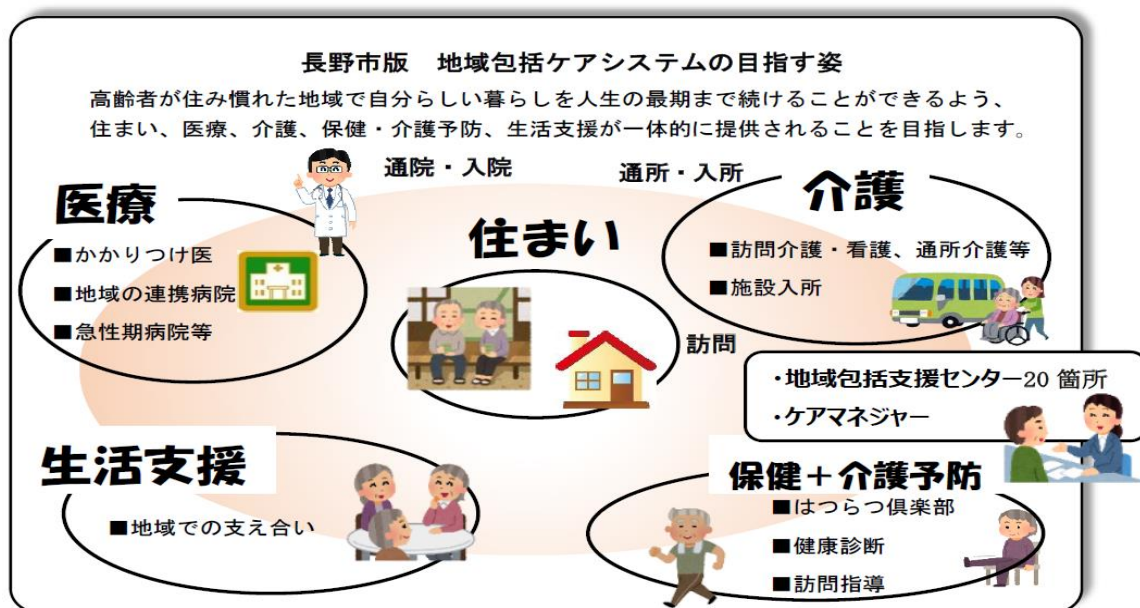 長野市版　地域包括ケアシステムの目指す姿
高齢者が住み慣れた地域で自分らしい暮らしを人生の最期まで続けることができるよう、
住まい、医療、介護、保健・介護予防、生活支援が一体的に提供されることを目指します。
通院・入院
通所・入所
医療
■かかりつけ医
■地域の連携病院
■急性期病院等
住まい
介護
■訪問介護・看護、通所介護等
■施設入所
訪問
・地域包括支援センター20 箇所
・ケアマネジャー
生活支援
■地域での支え合い
保健＋介護予防
■はつらつ倶楽部
■健康診断
■訪問指導